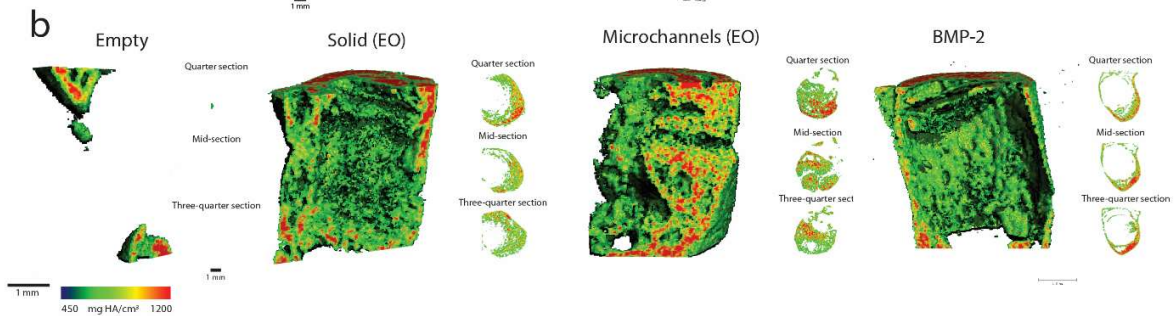 1 mm
b
Empty
Solid (EO)
Microchannels (EO)
BMP-2
Quarter section
Quarter section
Quarter section
Quarter section
Mid-section
Mid-section
Mid-section
Mid-section
Three-quarter section
Three-quarter section
Three-quarter sect
Three-quarter section
1 mm
1 mm
450 mg HA/cm³ 1200